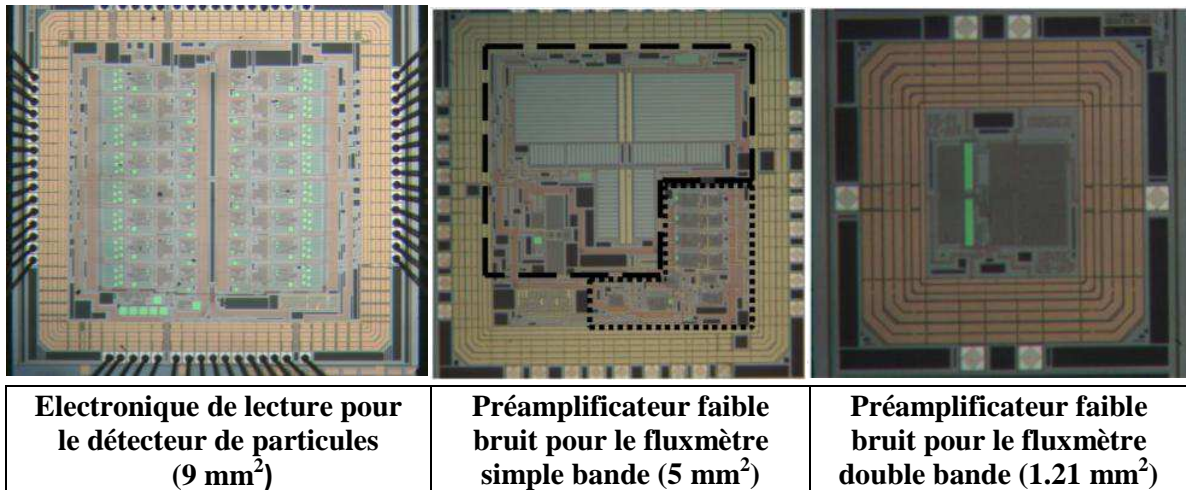 Electronique de lecture pour
le détecteur de particules
(9 mm²)
Préamplificateur faible
bruit pour le fluxmètre
simple bande (5 mm²)
Préamplificateur faible
bruit pour le fluxmètre
double bande (1.21 mm²)